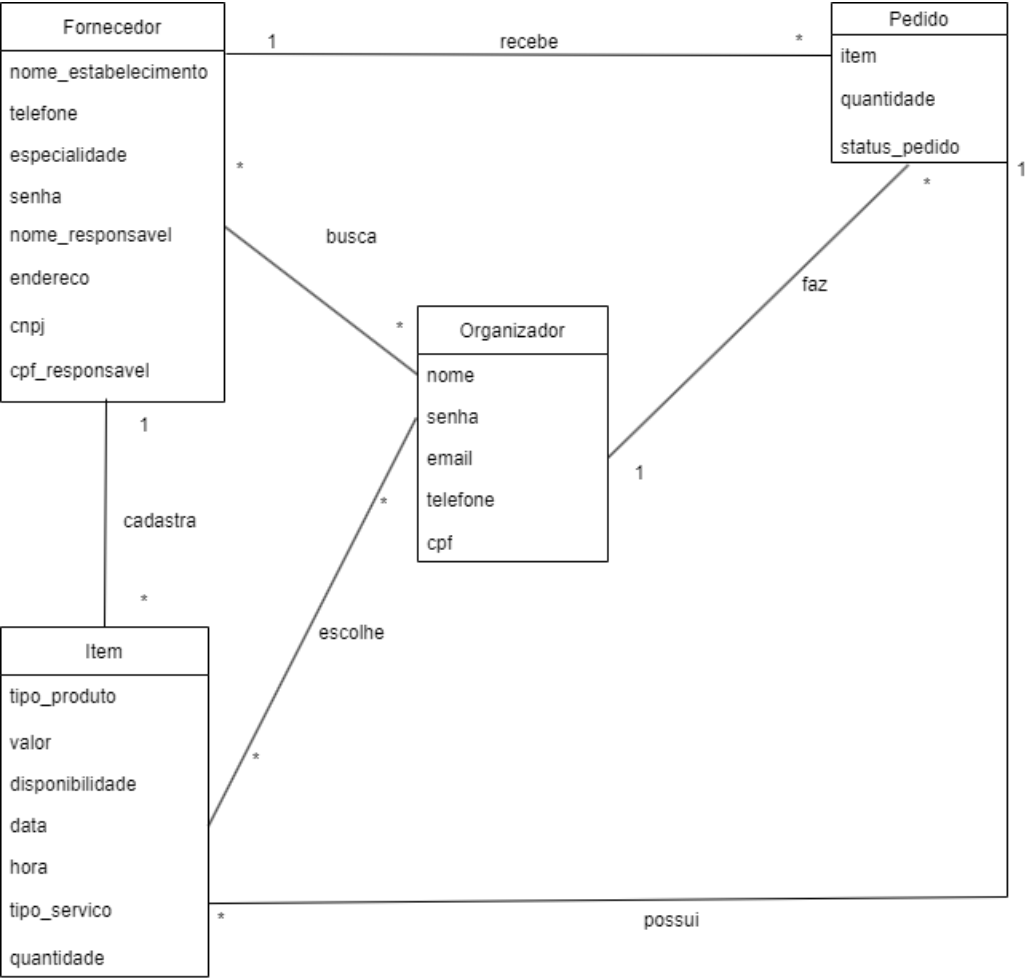 Fornecedor
nome_estabelecimento
telefone
especialidade
senha
nome_responsavel
endereco
cnpj
cpf_responsavel
1
recebe
*
Pedido
item
quantidade
status_pedido
*
busca
*
*
1
faz
Organizador
nome
senha
email
telefone
cpf
1
1
cadastra
*
*
escolhe
*
Item
tipo_produto
valor
disponibilidade
data
hora
tipo_servico
quantidade
*
possui